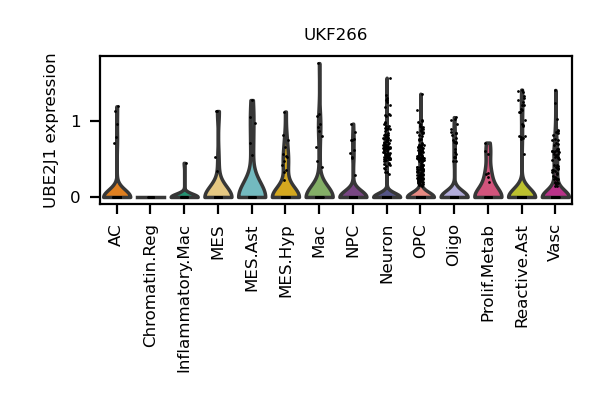 UKF266
UBE2J1 expression
1
0
AC
Chromatin.Reg
Inflammatory.Mac
MES
MES.Ast
MES.Hyp
Mac
NPC
Neuron
OPC
Oligo
Prolif.Metab
Reactive.Ast
Vasc